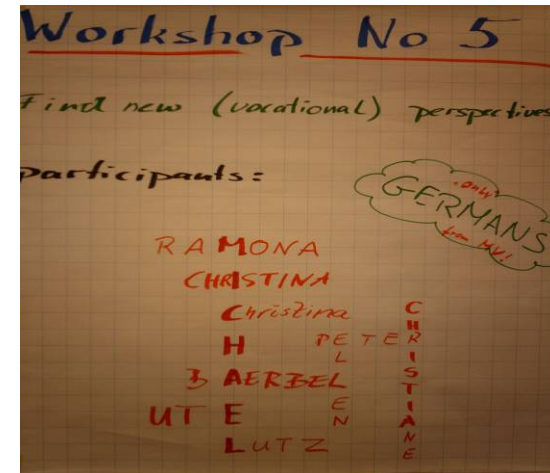 Workshop No 5
Find new (vocational) perspectives
participants:
"Only"
GERMANS
from MV!
RAMONA
CHRISTINA
Christina
H PETER
BAERBEL
UTE
LUTZ
MICHAEL
HELEN
CHRISTIANE